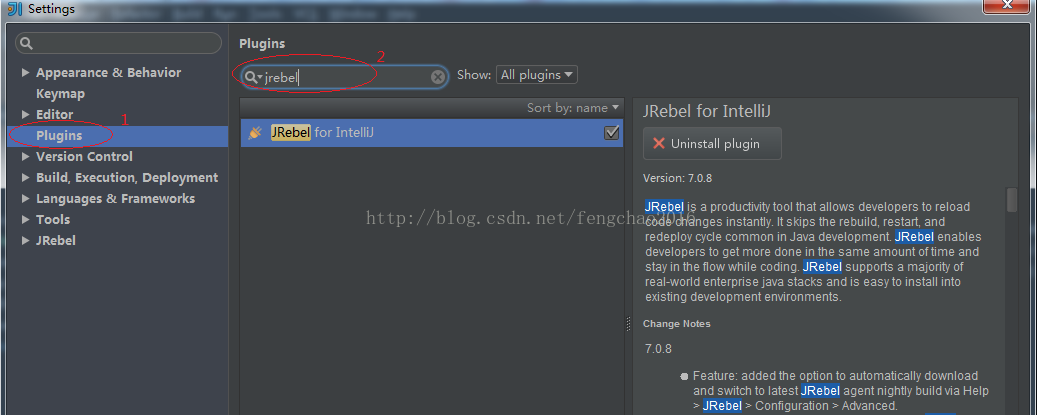 Settings
Appearance & Behavior
Keymap
Editor
Plugins
Version Control
Build, Execution, Deployment
Languages & Frameworks
Tools
JRebel
1
Plugins
2
jrebel
Show: All plugins
Sort by: name
JRebel for IntelliJ
JRebel for IntelliJ
Uninstall plugin
Version: 7.0.8
JRebel is a productivity tool that allows developers to reload
code changes instantly. It skips the rebuild, restart, and
redeploy cycle common in Java development. JRebel enables
developers to get more done in the same amount of time and
stay in the flow while coding. JRebel supports a majority of
real-world enterprise java stacks and is easy to install into
existing development environments.
Change Notes
7.0.8
Feature: added the option to automatically download
and switch to latest JRebel agent nightly build via Help
> JRebel > Configuration > Advanced.
http://blog.csdn.net/fengchao2016